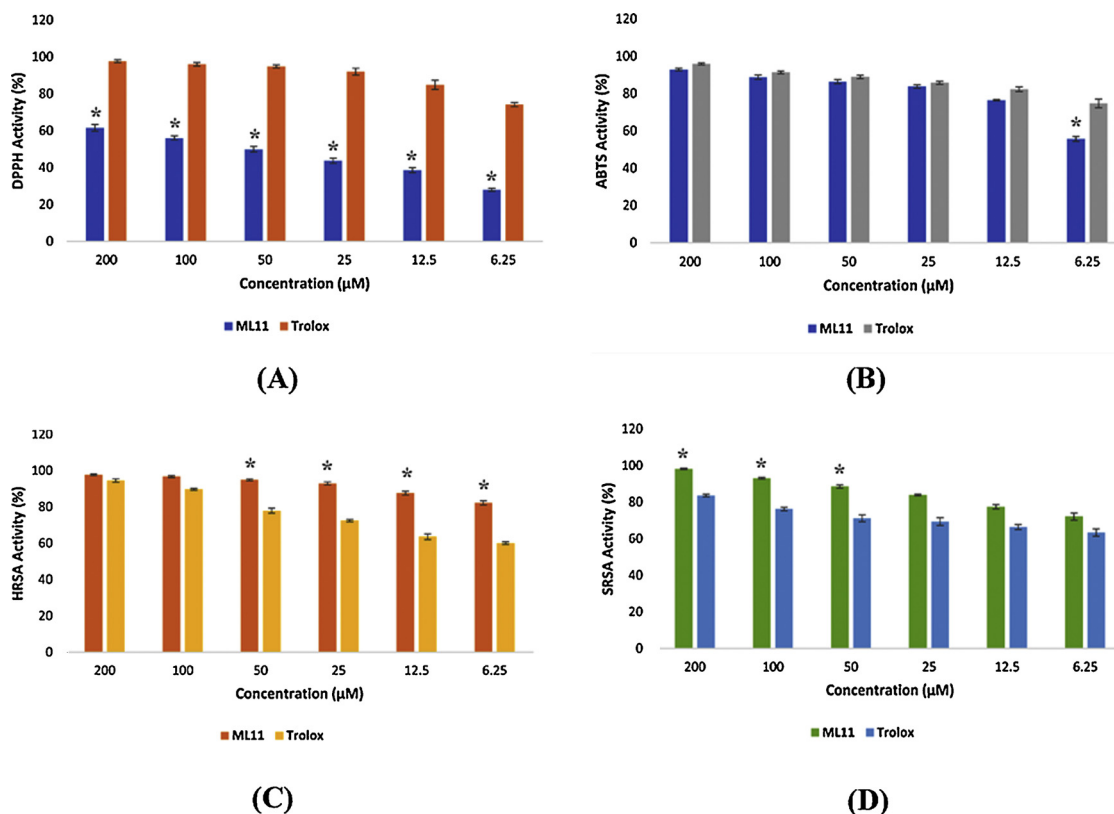 120
100
80
60
40
20
0
DPPH Activity (%)
* * * * * *
200 100 50 25 12.5 6.25
Concentration (µM)
ML11 Trolox
(A)
120
100
80
60
40
20
0
ABTS Activity (%)
*
200 100 50 25 12.5 6.25
Concentration (µM)
ML11 Trolox
(B)
120
100
80
60
40
20
0
HRSA Activity (%)
* * * *
200 100 50 25 12.5 6.25
Concentration (µM)
ML11 Trolox
(C)
120
100
80
60
40
20
0
SRSA Activity (%)
* * *
200 100 50 25 12.5 6.25
Concentration (µM)
ML11 Trolox
(D)